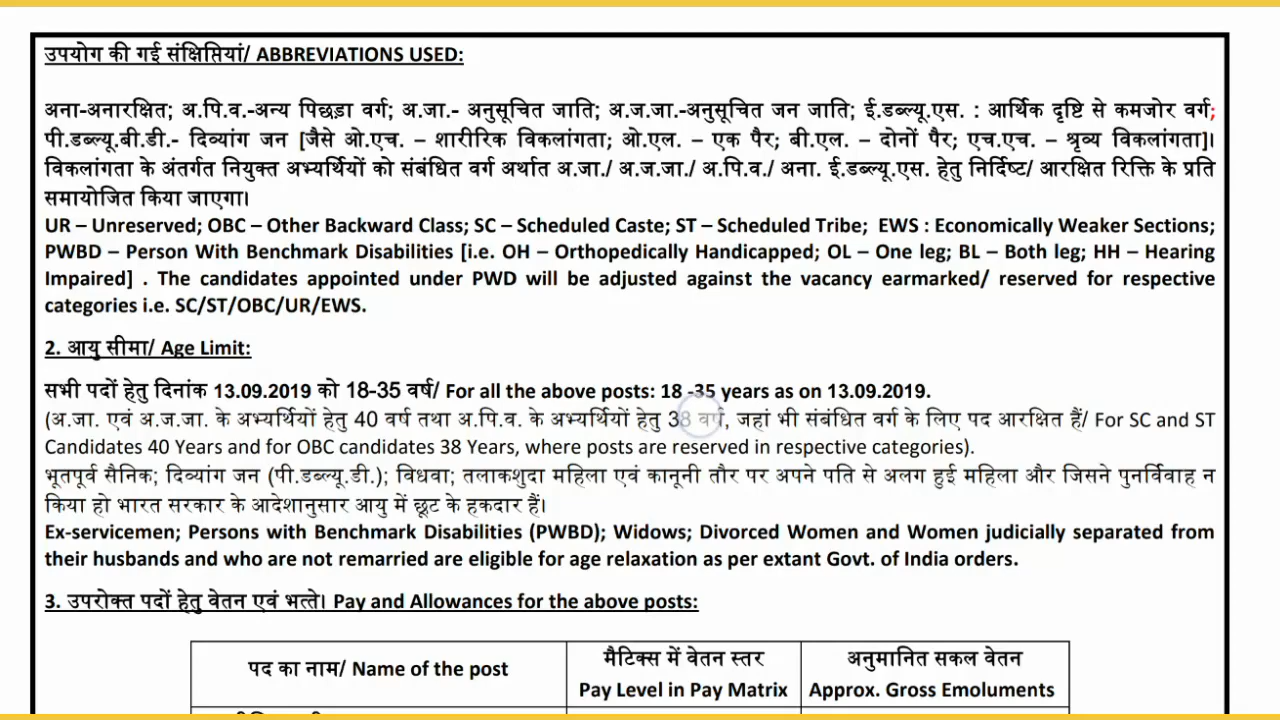 उपयोग की गई संक्षिप्तियां/ ABBREVIATIONS USED:
अना-अनारक्षित; अ.पि.व.-अन्य पिछड़ा वर्ग; अ.जा.- अनुसूचित जाति; अ.ज.जा.-अनुसूचित जन जाति; ई.डब्ल्यू.एस. : आर्थिक दृष्टि से कमजोर वर्ग;
पी.डब्ल्यू.बी.डी.- दिव्यांग जन [जैसे ओ.एच. – शारीरिक विकलांगता; ओ.एल. – एक पैर; बी.एल. – दोनों पैर; एच.एच. – श्रृव्य विकलांगता]।
विकलांगता के अंतर्गत नियुक्त अभ्यर्थियों को संबंधित वर्ग अर्थात अ.जा./ अ.ज.जा./ अ.पि.व./ अना. ई.डब्ल्यू.एस. हेतु निर्दिष्ट/ आरक्षित रिक्ति के प्रति
समायोजित किया जाएगा।
UR – Unreserved; OBC – Other Backward Class; SC – Scheduled Caste; ST – Scheduled Tribe; EWS : Economically Weaker Sections;
PWBD – Person With Benchmark Disabilities [i.e. OH – Orthopedically Handicapped; OL – One leg; BL – Both leg; HH – Hearing
Impaired] . The candidates appointed under PWD will be adjusted against the vacancy earmarked/ reserved for respective
categories i.e. SC/ST/OBC/UR/EWS.
2. आयु सीमा/ Age Limit:
सभी पदों हेतु दिनांक 13.09.2019 को 18-35 वर्ष/ For all the above posts: 18 -35 years as on 13.09.2019.
(अ.जा. एवं अ.ज.जा. के अभ्यर्थियों हेतु 40 वर्ष तथा अ.पि.व. के अभ्यर्थियों हेतु 38 वर्ष, जहां भी संबंधित वर्ग के लिए पद आरक्षित हैं/ For SC and ST
Candidates 40 Years and for OBC candidates 38 Years, where posts are reserved in respective categories).
भूतपूर्व सैनिक; दिव्यांग जन (पी.डब्ल्यू.डी.); विधवा; तलाकशुदा महिला एवं कानूनी तौर पर अपने पति से अलग हुई महिला और जिसने पुनर्विवाह न
किया हो भारत सरकार के आदेशानुसार आयु में छूट के हकदार हैं।
Ex-servicemen; Persons with Benchmark Disabilities (PWBD); Widows; Divorced Women and Women judicially separated from
their husbands and who are not remarried are eligible for age relaxation as per extant Govt. of India orders.
3. उपरोक्त पदों हेतु वेतन एवं भत्ते। Pay and Allowances for the above posts:
पद का नाम/ Name of the post
मैटिक्स में वेतन स्तर
Pay Level in Pay Matrix
अनुमानित सकल वेतन
Approx. Gross Emoluments